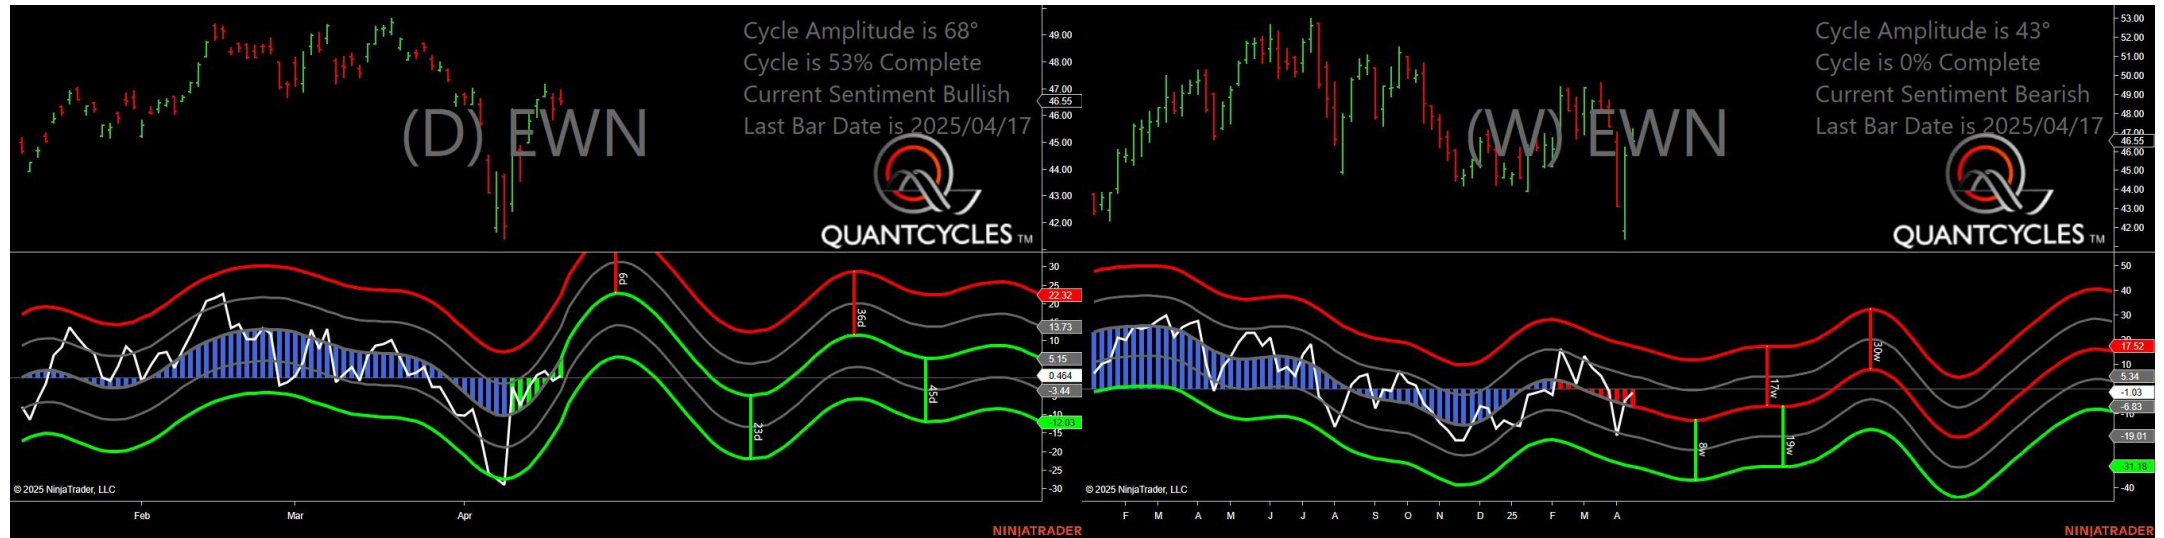 Cycle Amplitude is 68°
Cycle is 53% Complete
Current Sentiment Bullish
Last Bar Date is 2025/04/17
(D) EWN
QUANTCYCLES TM
49.00
48.00
47.00
46.55
46.00
45.00
44.00
43.00
42.00
6d
36d
23d
45d
30
25
22.32
20
13.73
10
5.15
0.464
-3.44
-10
-12.03
-15
-20
-25
-30
© 2025 NinjaTrader, LLC
Feb
Mar
Apr
NINJATRADER
Cycle Amplitude is 43°
Cycle is 0% Complete
Current Sentiment Bearish
Last Bar Date is 2025/04/17
(W) EWN
QUANTCYCLES TM
53.00
52.00
51.00
50.00
49.00
48.00
47.00
46.55
46.00
45.00
44.00
43.00
42.00
17w
30w
8w
19w
50
40
30
20
17.52
5.34
-1.03
-6.83
-10
-19.01
-31.18
-40
© 2025 NinjaTrader, LLC
F
M
A
M
J
J
A
S
O
N
D
25
F
M
A
NINJATRADER